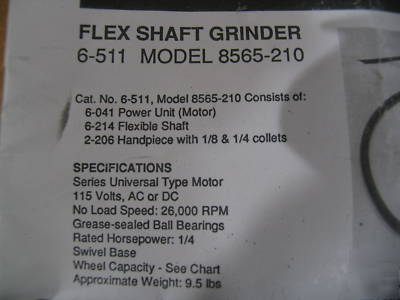 FLEX SHAFT GRINDER
6-511 MODEL 8565-210
Cat. No. 6-511, Model 8565-210 Consists of:
6-041 Power Unit (Motor)
6-214 Flexible Shaft
2-206 Handpiece with 1/8 & 1/4 collets
SPECIFICATIONS
Series Universal Type Motor
115 Volts, AC or DC
No Load Speed: 26,000 RPM
Grease-sealed Ball Bearings
Rated Horsepower: 1/4
Swivel Base
Wheel Capacity - See Chart
Approximate Weight: 9.5 lbs